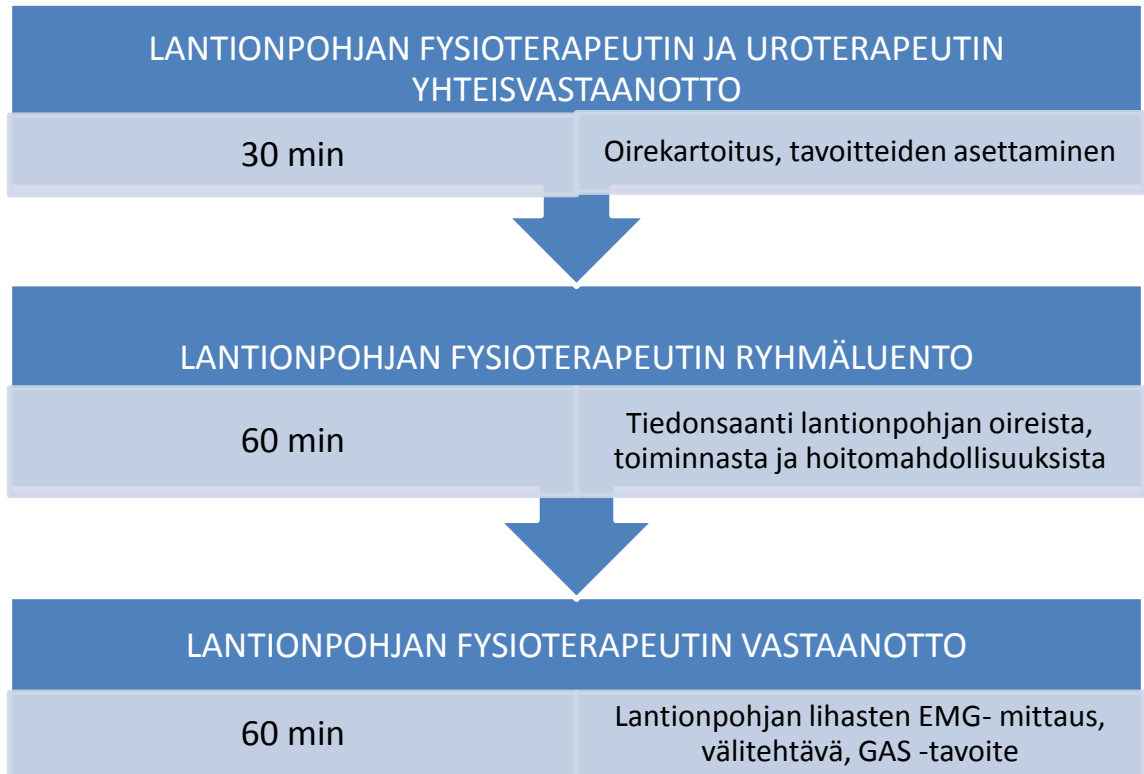 LANTIONPOHJAN FYSIOTERAPEUTIN JA UROTERAPEUTIN
YHTEISVASTAANOTTO
30 min
Oirekartoitus, tavoitteiden asettaminen
LANTIONPOHJAN FYSIOTERAPEUTIN RYHMÄLUENTO
60 min
Tiedonsaanti lantionpohjan oireista,
toiminnasta ja hoitomahdollisuuksista
LANTIONPOHJAN FYSIOTERAPEUTIN VASTAANOTTO
60 min
Lantionpohjan lihasten EMG- mittaus,
välitehtävä, GAS -tavoite